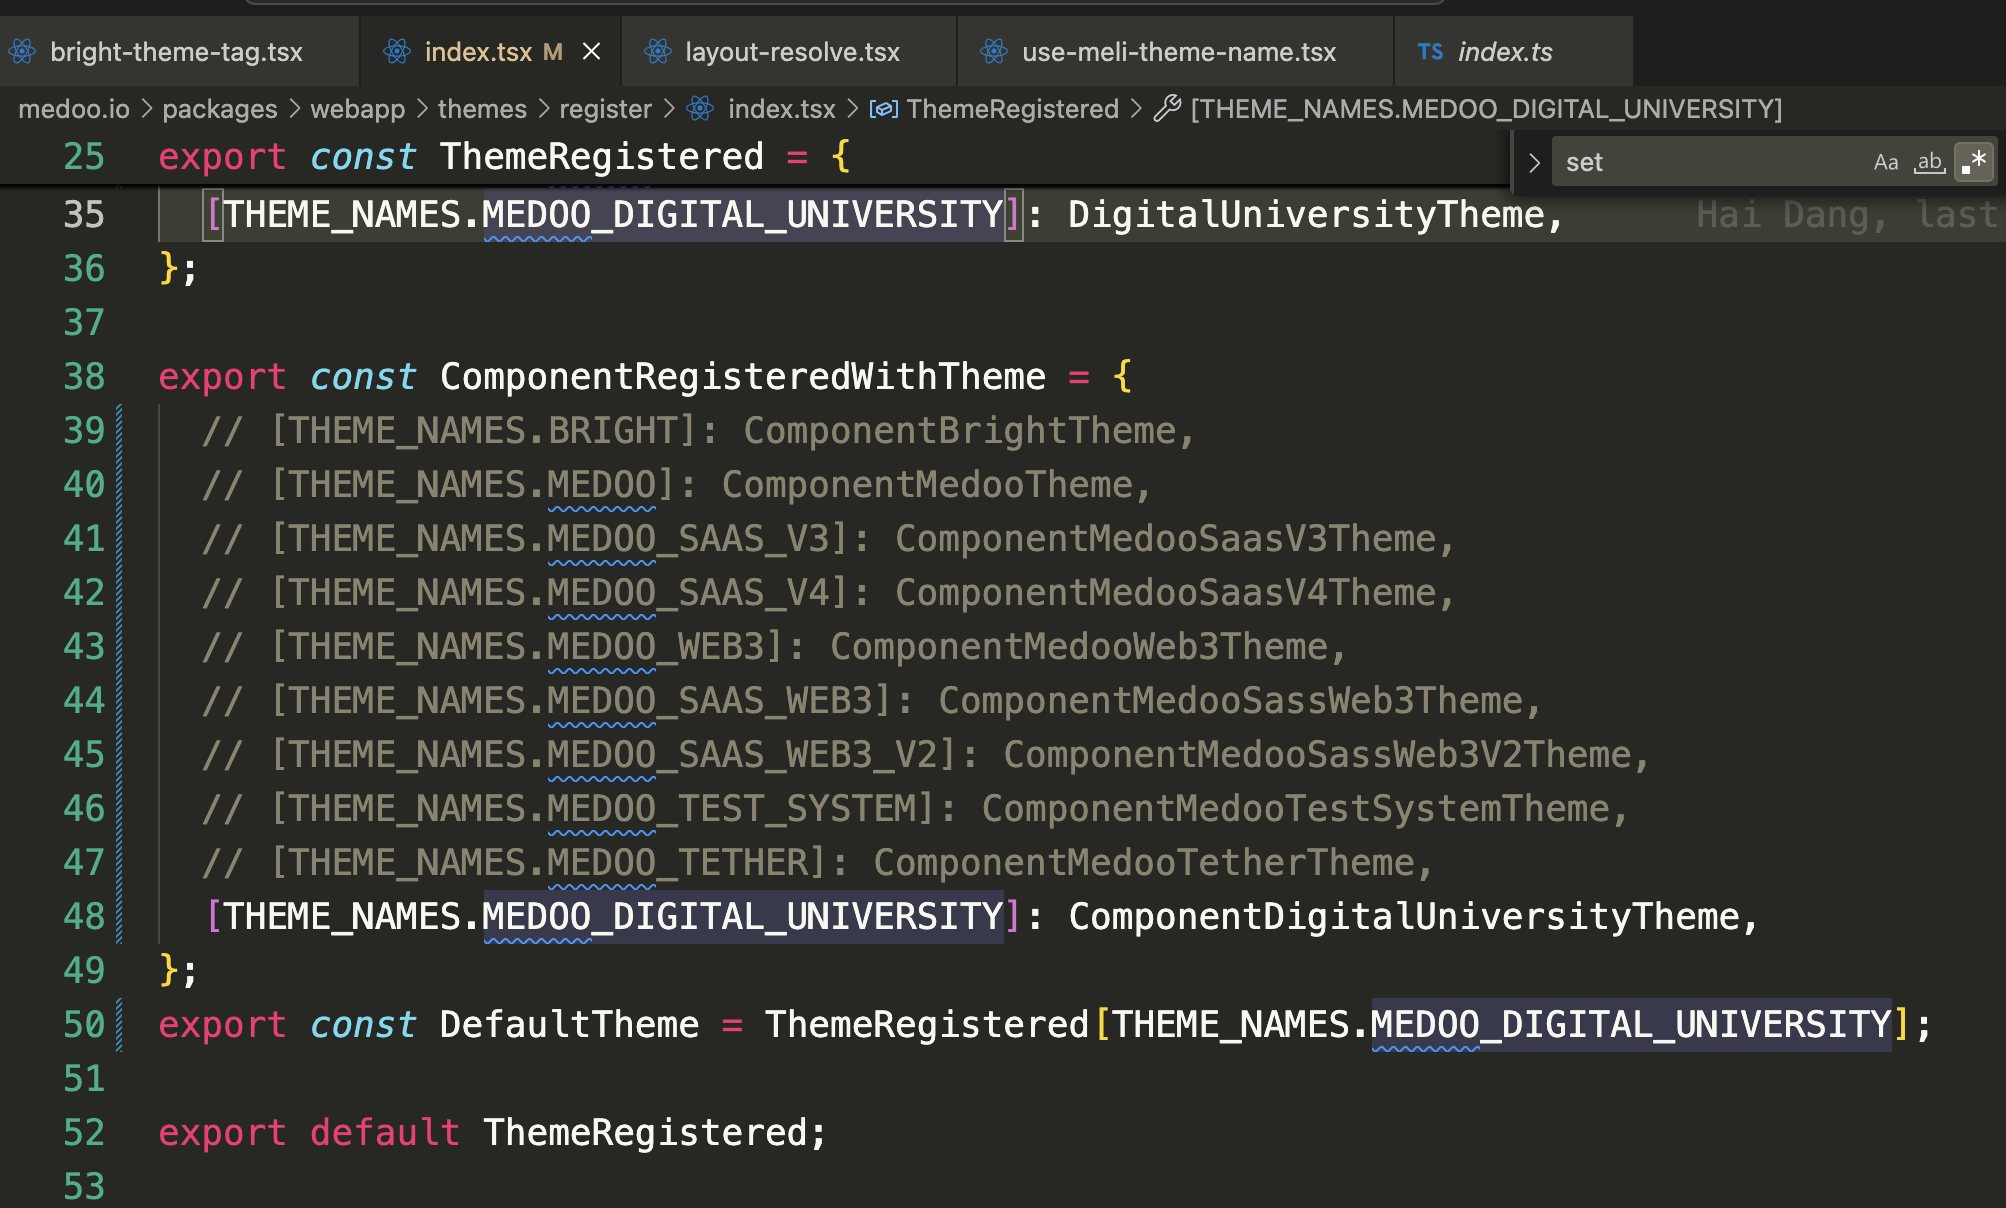 bright-theme-tag.tsx index.tsx M layout-resolve.tsx use-meli-theme-name.tsx TS index.ts
medoo.io > packages > webapp > themes > register > index.tsx > ThemeRegistered > [THEME_NAMES.MEDOO_DIGITAL_UNIVERSITY]
25 export const ThemeRegistered = {
set Aa ab .*
35 [THEME_NAMES.MEDOO_DIGITAL_UNIVERSITY]: DigitalUniversityTheme, Hai Dang, last
36 };
37
38 export const ComponentRegisteredWithTheme = {
39 // [THEME_NAMES.BRIGHT]: ComponentBrightTheme,
40 // [THEME_NAMES.MEDOO]: ComponentMedooTheme,
41 // [THEME_NAMES.MEDOO_SAAS_V3]: ComponentMedooSaasV3Theme,
42 // [THEME_NAMES.MEDOO_SAAS_V4]: ComponentMedooSaasV4Theme,
43 // [THEME_NAMES.MEDOO_WEB3]: ComponentMedooWeb3Theme,
44 // [THEME_NAMES.MEDOO_SAAS_WEB3]: ComponentMedooSassWeb3Theme,
45 // [THEME_NAMES.MEDOO_SAAS_WEB3_V2]: ComponentMedooSassWeb3V2Theme,
46 // [THEME_NAMES.MEDOO_TEST_SYSTEM]: ComponentMedooTestSystemTheme,
47 // [THEME_NAMES.MEDOO_TETHER]: ComponentMedooTetherTheme,
48 [THEME_NAMES.MEDOO_DIGITAL_UNIVERSITY]: ComponentDigitalUniversityTheme,
49 };
50 export const DefaultTheme = ThemeRegistered[THEME_NAMES.MEDOO_DIGITAL_UNIVERSITY];
51
52 export default ThemeRegistered;
53